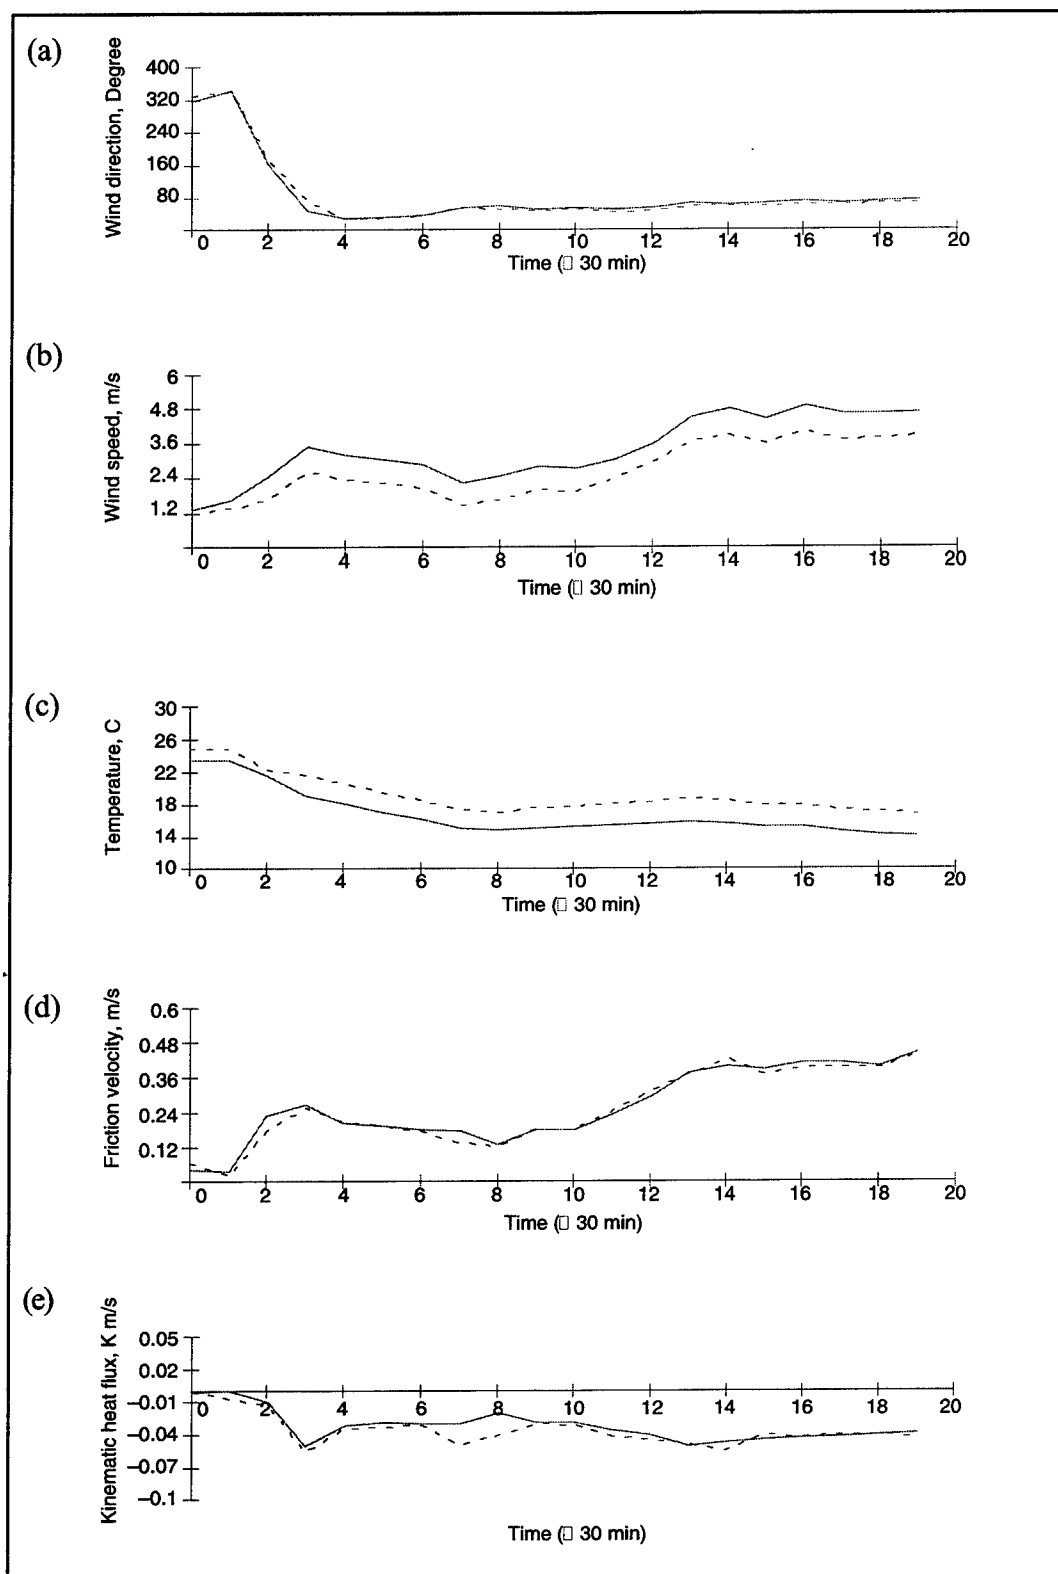 (a)
Wind direction, Degree
400
320
240
160
80
0 2 4 6 8 10 12 14 16 18 20
Time (▯ 30 min)
(b)
Wind speed, m/s
6
4.8
3.6
2.4
1.2
0 2 4 6 8 10 12 14 16 18 20
Time (▯ 30 min)
(c)
Temperature, C
30
26
22
18
14
10
0 2 4 6 8 10 12 14 16 18 20
Time (▯ 30 min)
(d)
Friction velocity, m/s
0.6
0.48
0.36
0.24
0.12
0 2 4 6 8 10 12 14 16 18 20
Time (▯ 30 min)
(e)
Kinematic heat flux, K m/s
0.05
0.02
−0.01
−0.04
−0.07
−0.1
0 2 4 6 8 10 12 14 16 18 20
Time (▯ 30 min)